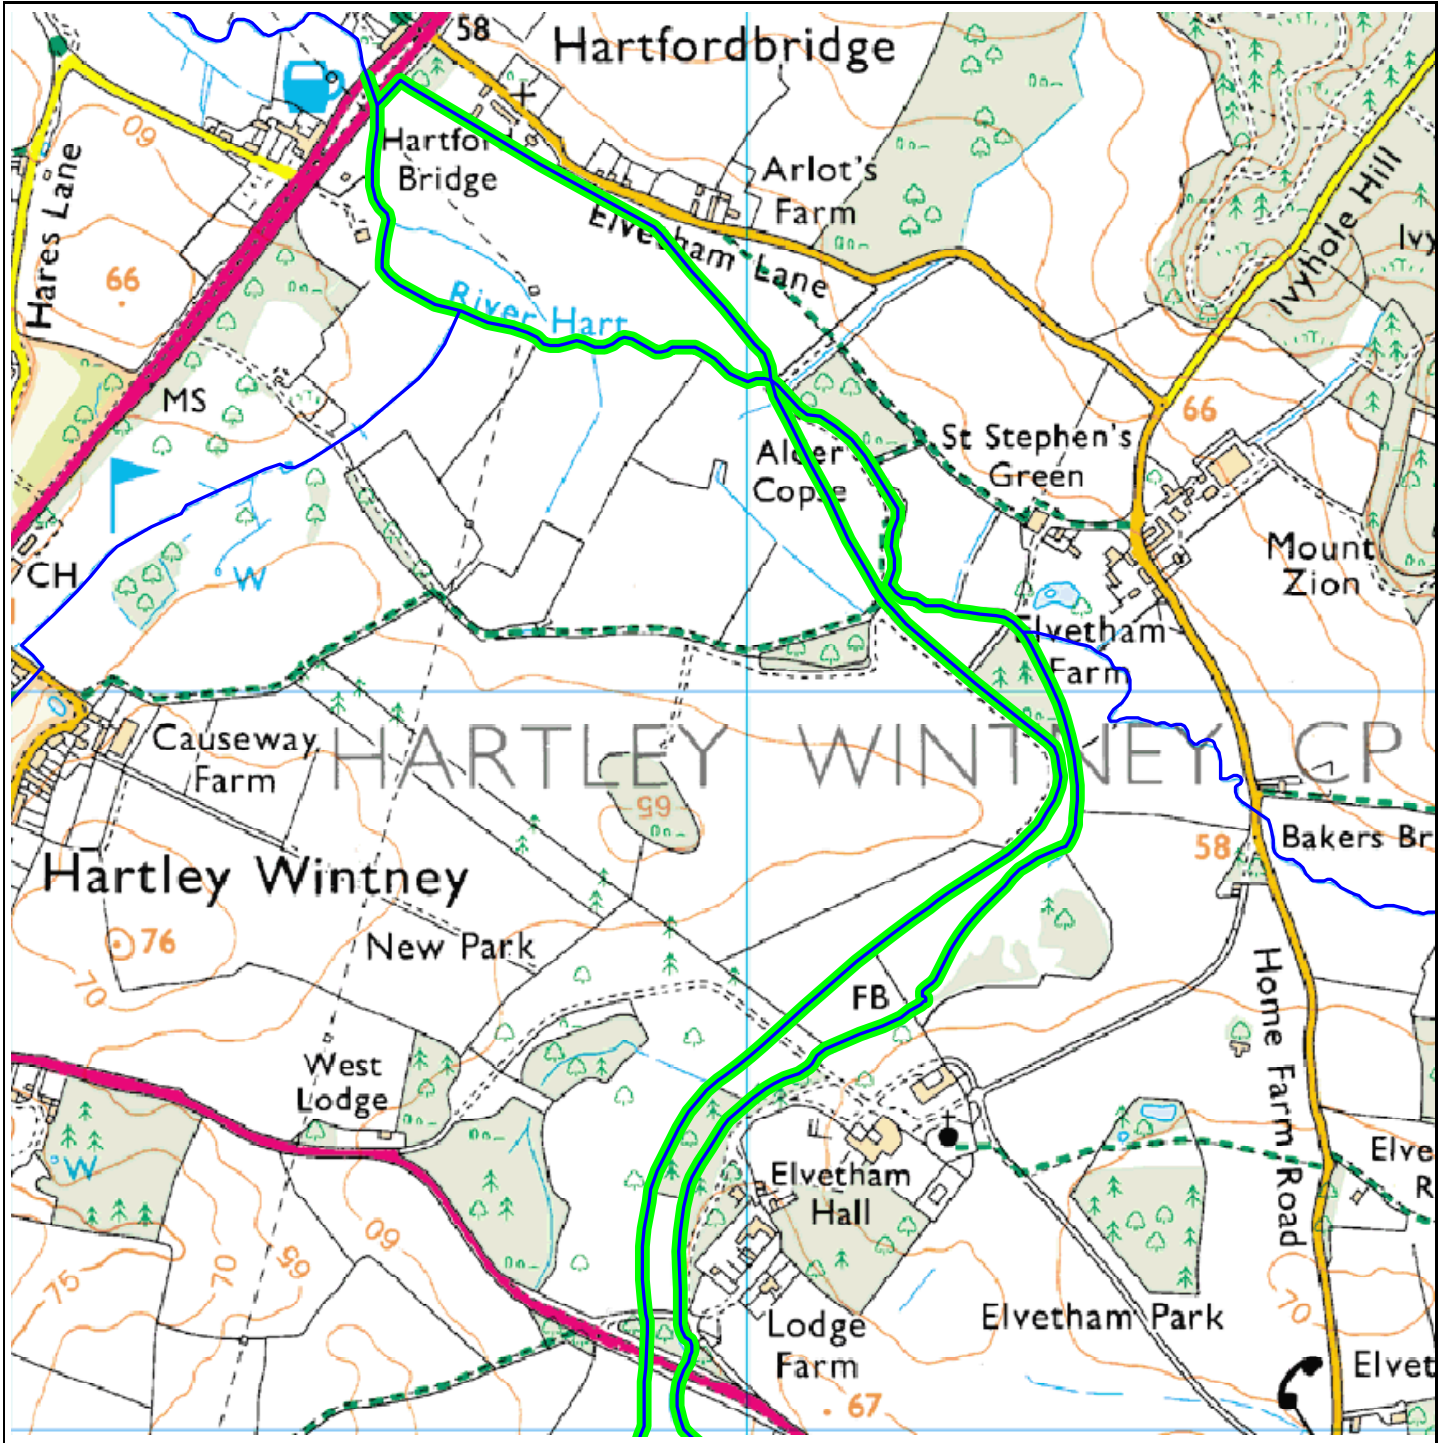 58
Hartfordbridge
60
Hares Lane
Hartfo
Bridge
Arlot's
Farm
Elvetham Lane
Ivyhole Hill
Ivy
66
River Hart
MS
66
St Stephen's
Green
Alder
Copse
CH
W
Mount
Zion
Elvetham
Farm
HARTLEY WINTNEY CP
Causeway
Farm
65
58
Bakers Br
Hartley Wintney
76
New Park
70
FB
Home Farm Road
West
Lodge
W
Elvetham
Hall
Elve
R
60
65
70
75
70
Elvetham Park
Lodge
Farm
Elvet
67